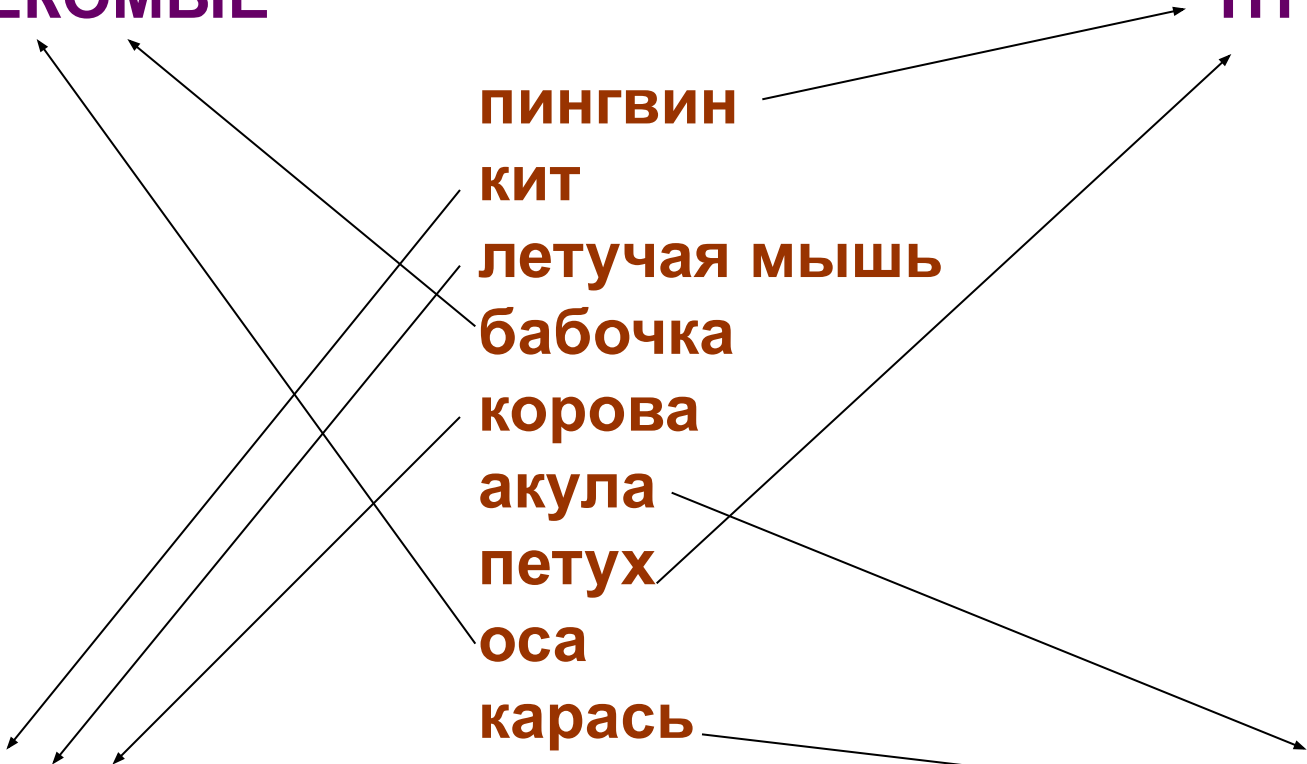 ЕКОМЫЕ
пингвин
кит
летучая мышь
бабочка
корова
акула
петух
оса
карась